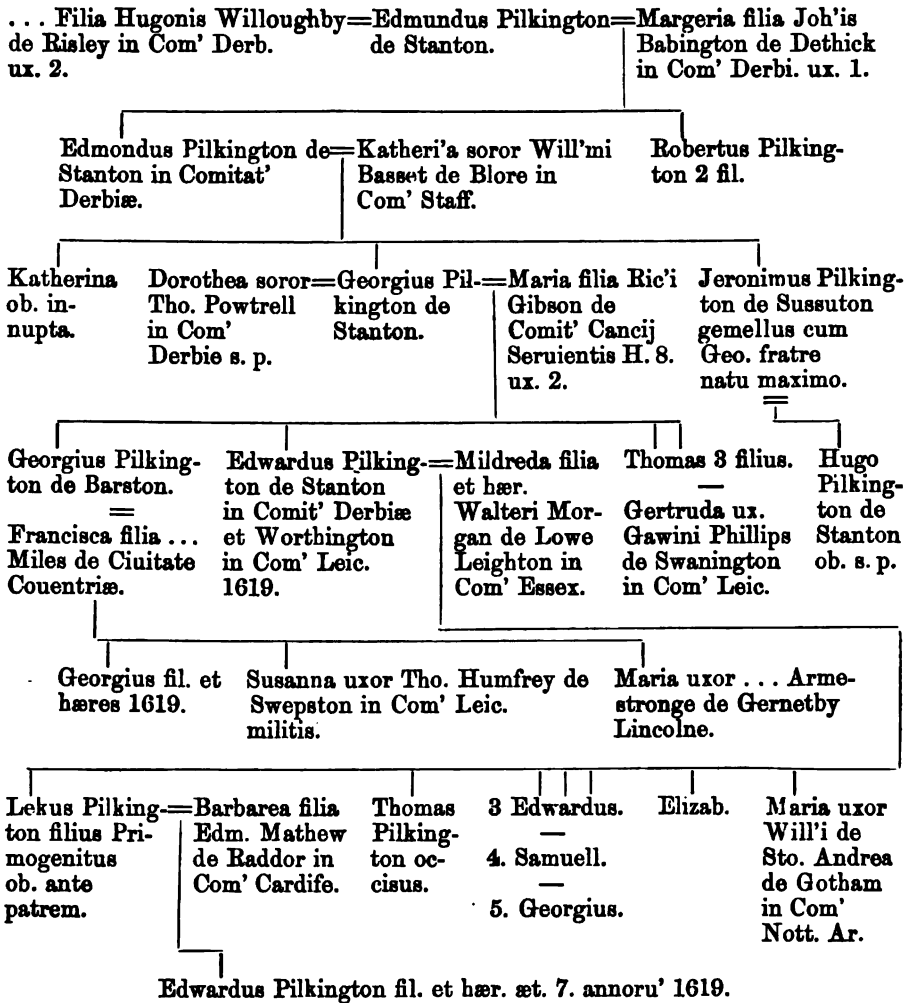 . . . Filia Hugonis Willoughby=Edmundus Pilkington=Margeria filia Joh'is
de Risley in Com' Derb.
ux. 2.
de Stanton.
Babington de Dethick
in Com' Derbi. ux. 1.
Edmondus Pilkington de=Katheri'a soror Will'mi
Stanton in Comitat'
Derbiæ.
Basset de Blore in
Com' Staff.
Robertus Pilking-
ton 2 fil.
Katherina
ob. in-
nupta.
Dorothea soror=Georgius Pil-=Maria filia Ric'i
Tho. Powtrell
in Com'
Derbie s. p.
kington de
Stanton.
Gibson de
Comit' Cancij
Seruientis H. 8.
ux. 2.
Jeronimus Pilking-
ton de Sussuton
gemellus cum
Geo. fratre
natu maximo.
=
Georgius Pilking-
ton de Barston.
=
Francisca filia . . .
Miles de Ciuitate
Couentriæ.
Edwardus Pilking-=Mildreda filia
ton de Stanton
in Comit' Derbiæ
et Worthington
in Com' Leic.
1619.
et hær.
Walteri Mor-
gan de Lowe
Leighton in
Com' Essex.
Thomas 3 filius.
—
Gertruda ux.
Gawini Phillips
de Swanington
in Com' Leic.
Hugo
Pilking-
ton de
Stanton
ob. s. p.
Georgius fil. et
hæres 1619.
Susanna uxor Tho. Humfrey de
Swepston in Com' Leic.
militis.
Maria uxor . . . Arme-
stronge de Gernetby
Lincolne.
Lekus Pilking-=Barbarea filia
ton filius Pri-
mogenitus
ob. ante
patrem.
Edm. Mathew
de Raddor in
Com' Cardife.
Thomas
Pilking-
ton oc-
cisus.
3 Edwardus.
—
4. Samuell.
—
5. Georgius.
Elizab.
Maria uxor
Will'i de
Sto. Andrea
de Gotham
in Com'
Nott. Ar.
Edwardus Pilkington fil. et hær. æt. 7. annoru' 1619.